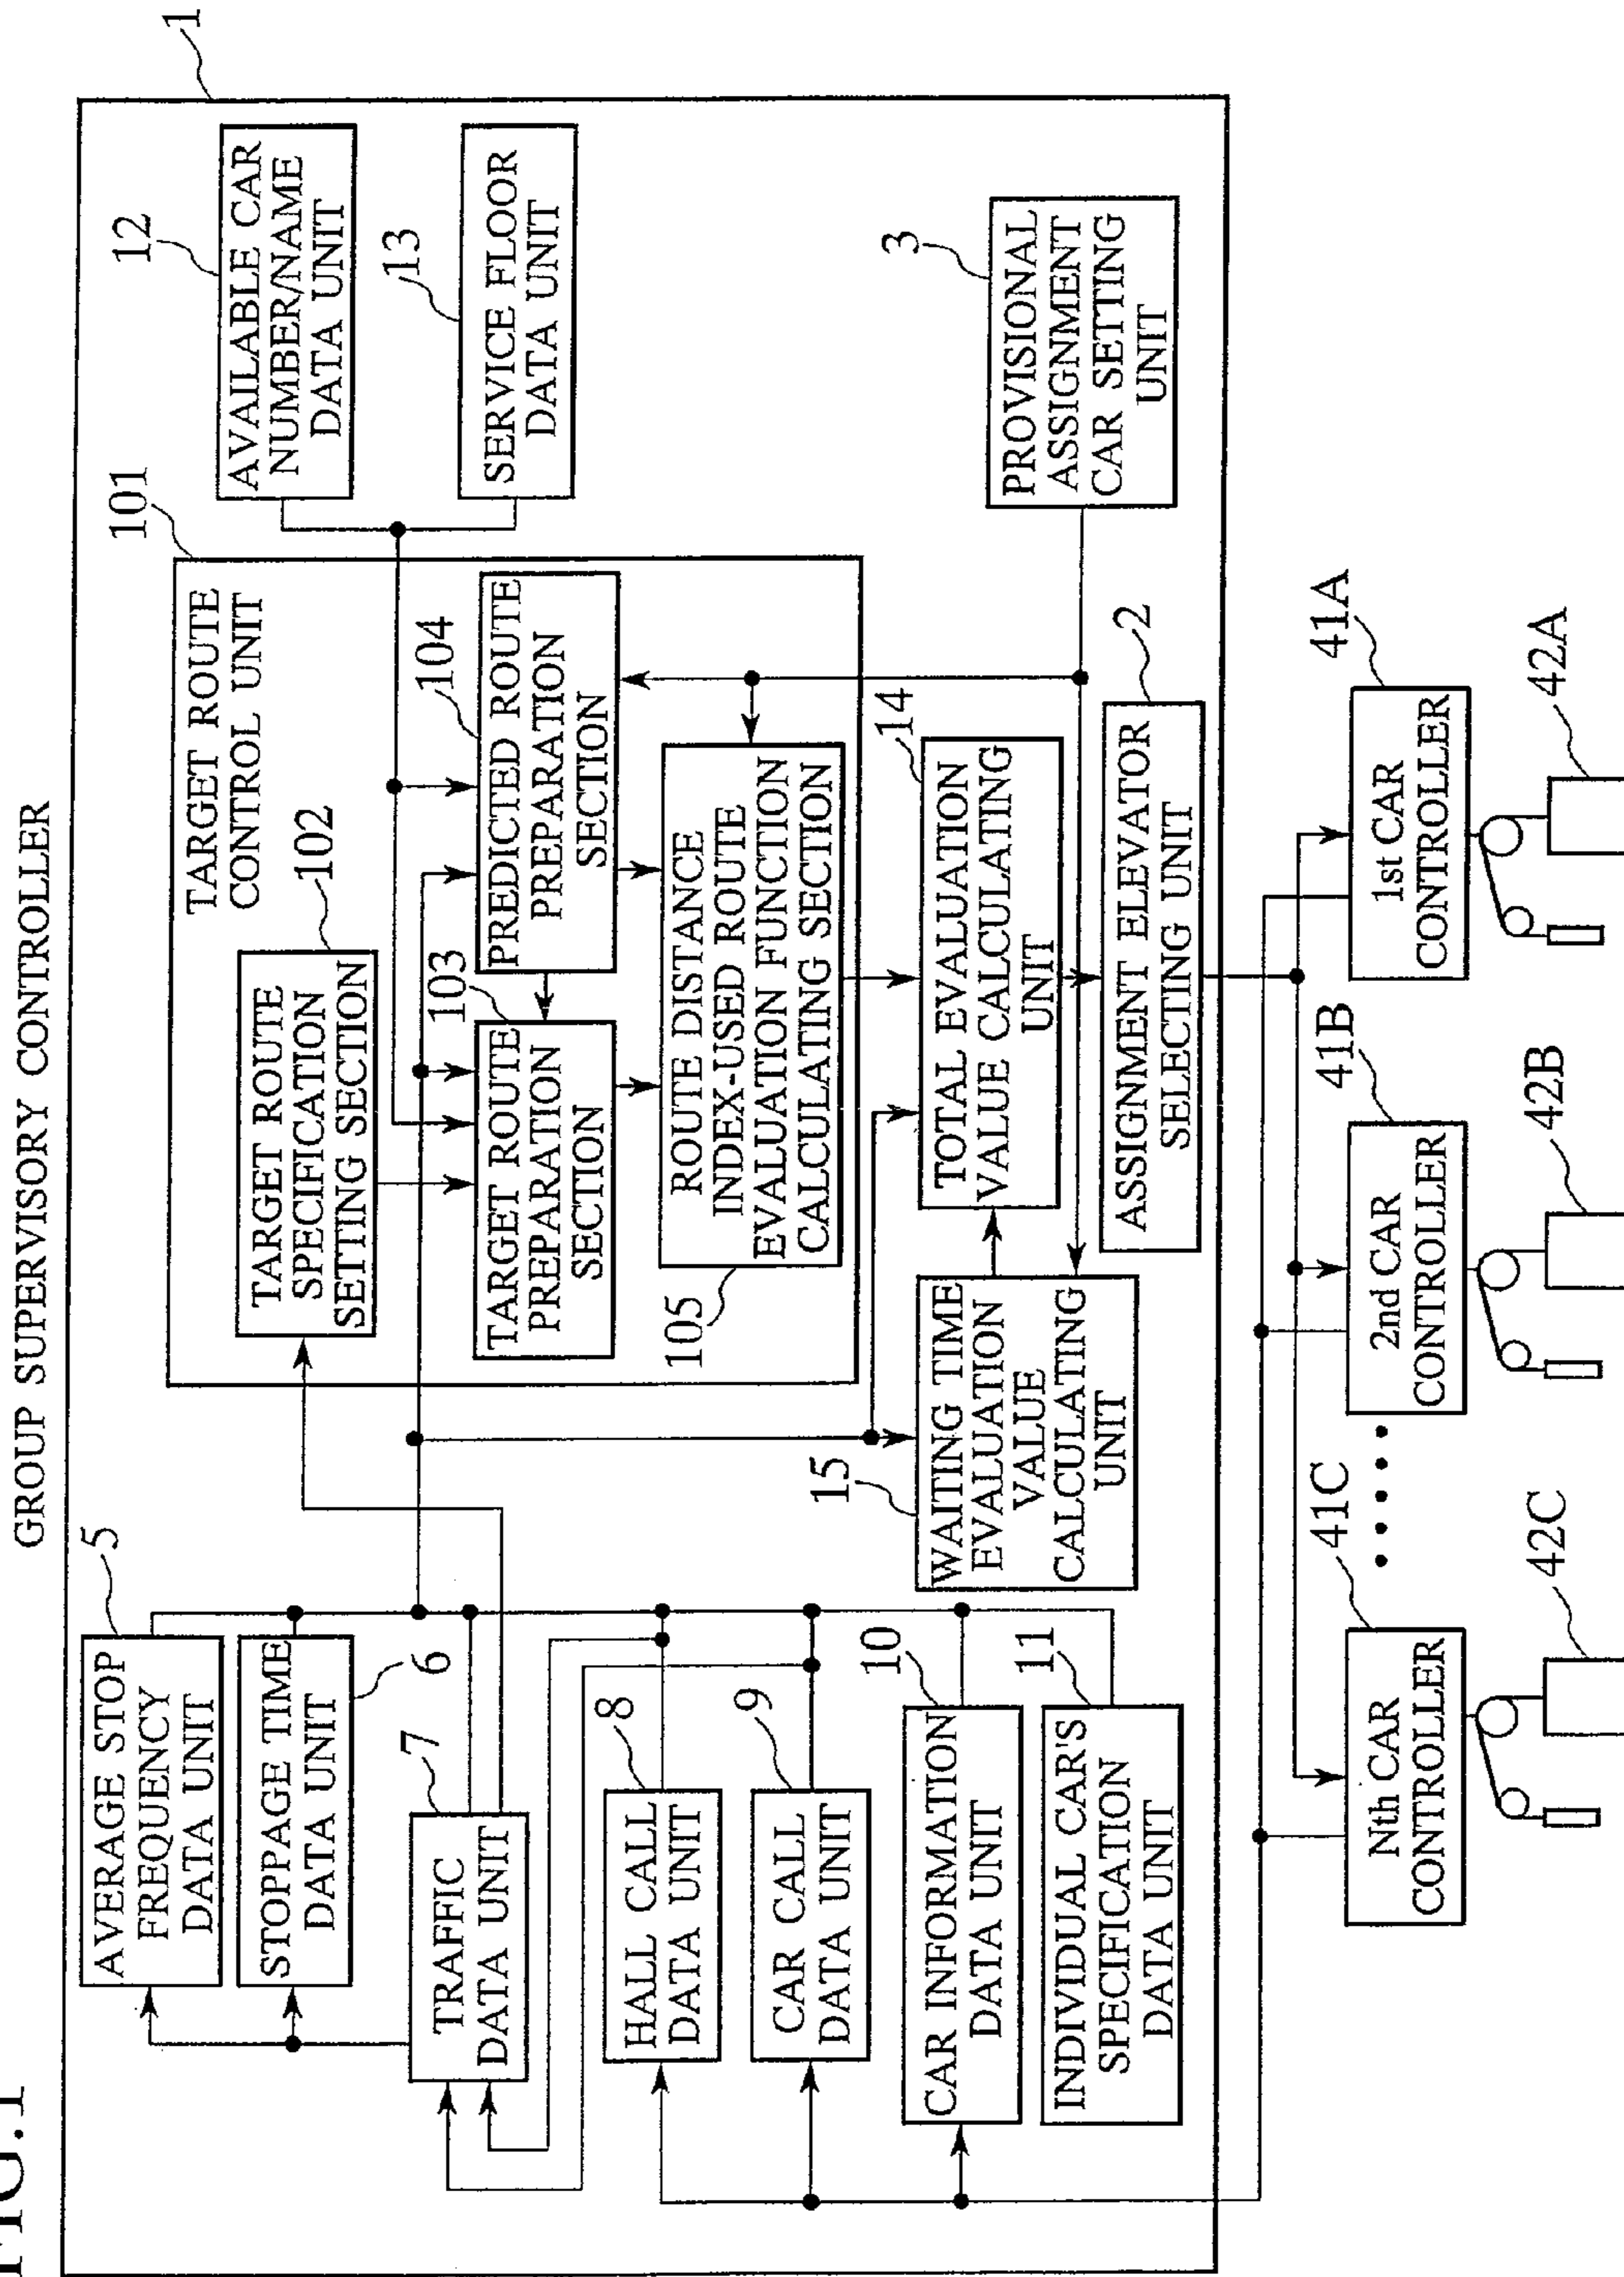 FIG.1
GROUP SUPERVISORY CONTROLLER
1
5
AVERAGE STOP
FREQUENCY
DATA UNIT
STOPPAGE TIME
DATA UNIT
6
7
TRAFFIC
DATA UNIT
8
HALL CALL
DATA UNIT
9
CAR CALL
DATA UNIT
10
CAR INFORMATION
DATA UNIT
11
INDIVIDUAL CAR'S
SPECIFICATION
DATA UNIT
101
TARGET ROUTE
CONTROL UNIT
102
TARGET ROUTE
SPECIFICATION
SETTING SECTION
103
TARGET ROUTE
PREPARATION
SECTION
104
PREDICTED ROUTE
PREPARATION
SECTION
105
ROUTE DISTANCE
INDEX-USED ROUTE
EVALUATION FUNCTION
CALCULATING SECTION
12
AVAILABLE CAR
NUMBER/NAME
DATA UNIT
13
SERVICE FLOOR
DATA UNIT
3
PROVISIONAL
ASSIGNMENT
CAR SETTING
UNIT
15
WAITING TIME
EVALUATION
VALUE
CALCULATING
UNIT
14
TOTAL EVALUATION
VALUE CALCULATING
UNIT
2
ASSIGNMENT ELEVATOR
SELECTING UNIT
41C
Nth CAR
CONTROLLER
42C
41B
2nd CAR
CONTROLLER
42B
41A
1st CAR
CONTROLLER
42A